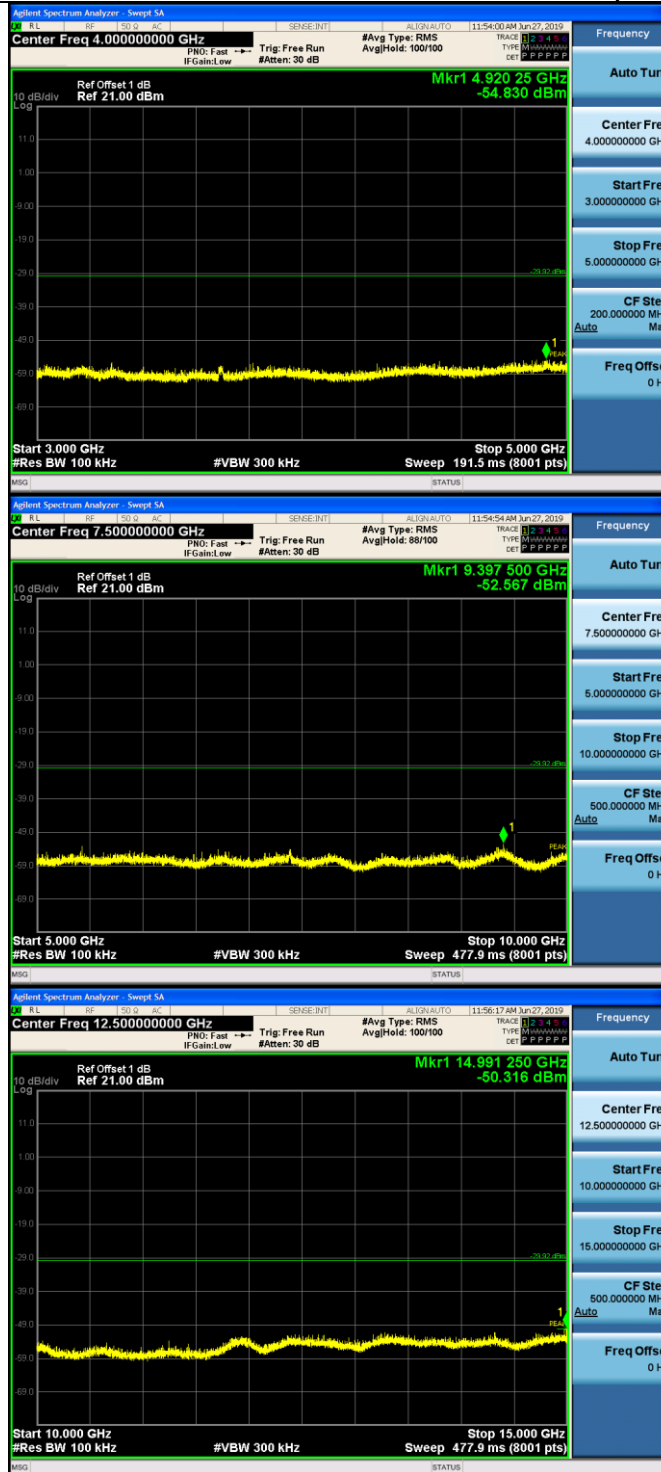 Agilent Spectrum Analyzer - Swept SA
RL RF 50 Ω AC SENSE:INT ALIGN AUTO 11:54:00 AM Jun 27, 2019
Center Freq 4.000000000 GHz #Avg Type: RMS TRACE 1 2 3 4 5 6
PNO: Fast Trig: Free Run Avg|Hold: 100/100 TYPE M W W W W W
IFGain:Low #Atten: 30 dB DET P P P P P P
Frequency
Auto Tun
Mkr1 4.920 25 GHz
Ref Offset 1 dB
10 dB/div Ref 21.00 dBm -54.830 dBm
Log
Center Fre
4.000000000 GH
11.0
1.00
Start Fre
3.000000000 GH
-9.00
-19.0
Stop Fre
5.000000000 GH
-29.0 -29.92 dBm
-39.0
CF Ste
200.000000 MH
Auto Ma
-49.0
1
PEAK
-59.0
Freq Offse
0 H
-69.0
Start 3.000 GHz Stop 5.000 GHz
#Res BW 100 kHz #VBW 300 kHz Sweep 191.5 ms (8001 pts)
MSG STATUS
Agilent Spectrum Analyzer - Swept SA
RL RF 50 Ω AC SENSE:INT ALIGN AUTO 11:54:54 AM Jun 27, 2019
Center Freq 7.500000000 GHz #Avg Type: RMS TRACE 1 2 3 4 5 6
PNO: Fast Trig: Free Run Avg|Hold: 88/100 TYPE M W W W W W
IFGain:Low #Atten: 30 dB DET P P P P P P
Frequency
Auto Tun
Mkr1 9.397 500 GHz
Ref Offset 1 dB
10 dB/div Ref 21.00 dBm -52.567 dBm
Log
Center Fre
7.500000000 GH
11.0
1.00
Start Fre
5.000000000 GH
-9.00
-19.0
Stop Fre
10.000000000 GH
-29.0 -29.92 dBm
-39.0
CF Ste
500.000000 MH
Auto Ma
-49.0
1
PEAK
-59.0
Freq Offse
0 H
-69.0
Start 5.000 GHz Stop 10.000 GHz
#Res BW 100 kHz #VBW 300 kHz Sweep 477.9 ms (8001 pts)
MSG STATUS
Agilent Spectrum Analyzer - Swept SA
RL RF 50 Ω AC SENSE:INT ALIGN AUTO 11:56:17 AM Jun 27, 2019
Center Freq 12.500000000 GHz #Avg Type: RMS TRACE 1 2 3 4 5 6
PNO: Fast Trig: Free Run Avg|Hold: 100/100 TYPE M W W W W W
IFGain:Low #Atten: 30 dB DET P P P P P P
Frequency
Auto Tun
Mkr1 14.991 250 GHz
Ref Offset 1 dB
10 dB/div Ref 21.00 dBm -50.316 dBm
Log
Center Fre
12.500000000 GH
11.0
1.00
Start Fre
10.000000000 GH
-9.00
-19.0
Stop Fre
15.000000000 GH
-29.0 -29.92 dBm
-39.0
CF Ste
500.000000 MH
Auto Ma
1
-49.0
PEAK
-59.0
Freq Offse
0 H
-69.0
Start 10.000 GHz Stop 15.000 GHz
#Res BW 100 kHz #VBW 300 kHz Sweep 477.9 ms (8001 pts)
MSG STATUS